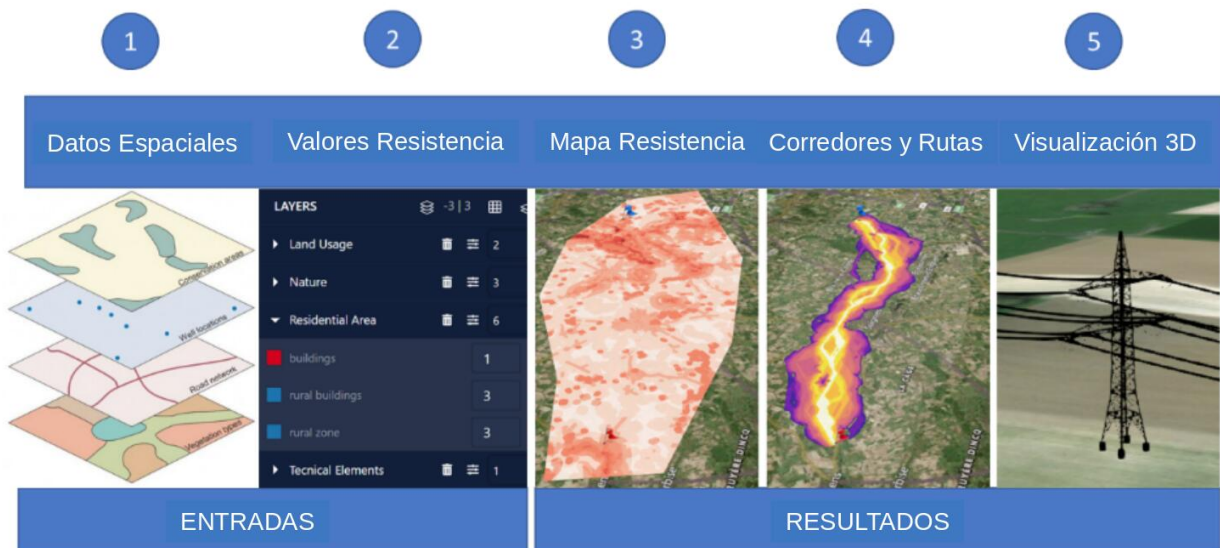 1
2
3
4
5
Datos Espaciales
Valores Resistencia
Mapa Resistencia
Corredores y Rutas
Visualización 3D
Conservation areas
Wall locations
Road network
Vegetation types
LAYERS -3|3
Land Usage 2
Nature 3
Residential Area 6
buildings 1
rural buildings 3
rural zone 3
Tecnical Elements 1
ENTRADAS
RESULTADOS